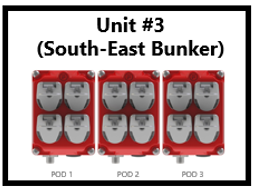 Unit #3
(South-East Bunker)
POD 1 POD 2 POD 3